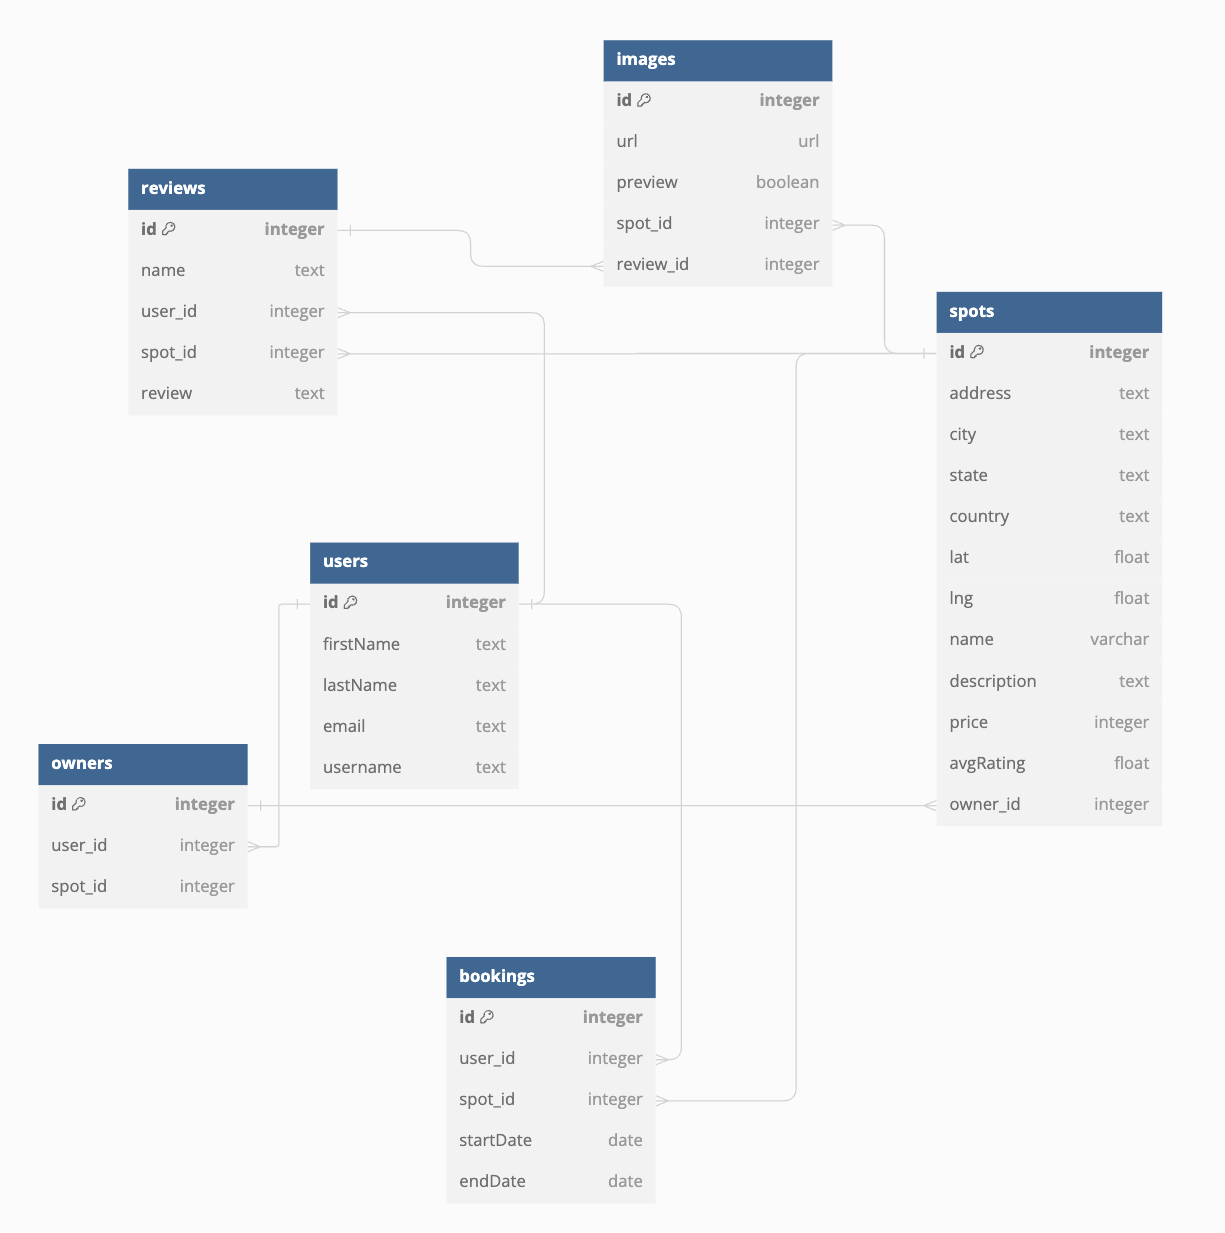 images
id integer
url url
preview boolean
spot_id integer
review_id integer
reviews
id integer
name text
user_id integer
spot_id integer
review text
spots
id integer
address text
city text
state text
country text
lat float
lng float
name varchar
description text
price integer
avgRating float
owner_id integer
users
id integer
firstName text
lastName text
email text
username text
owners
id integer
user_id integer
spot_id integer
bookings
id integer
user_id integer
spot_id integer
startDate date
endDate date